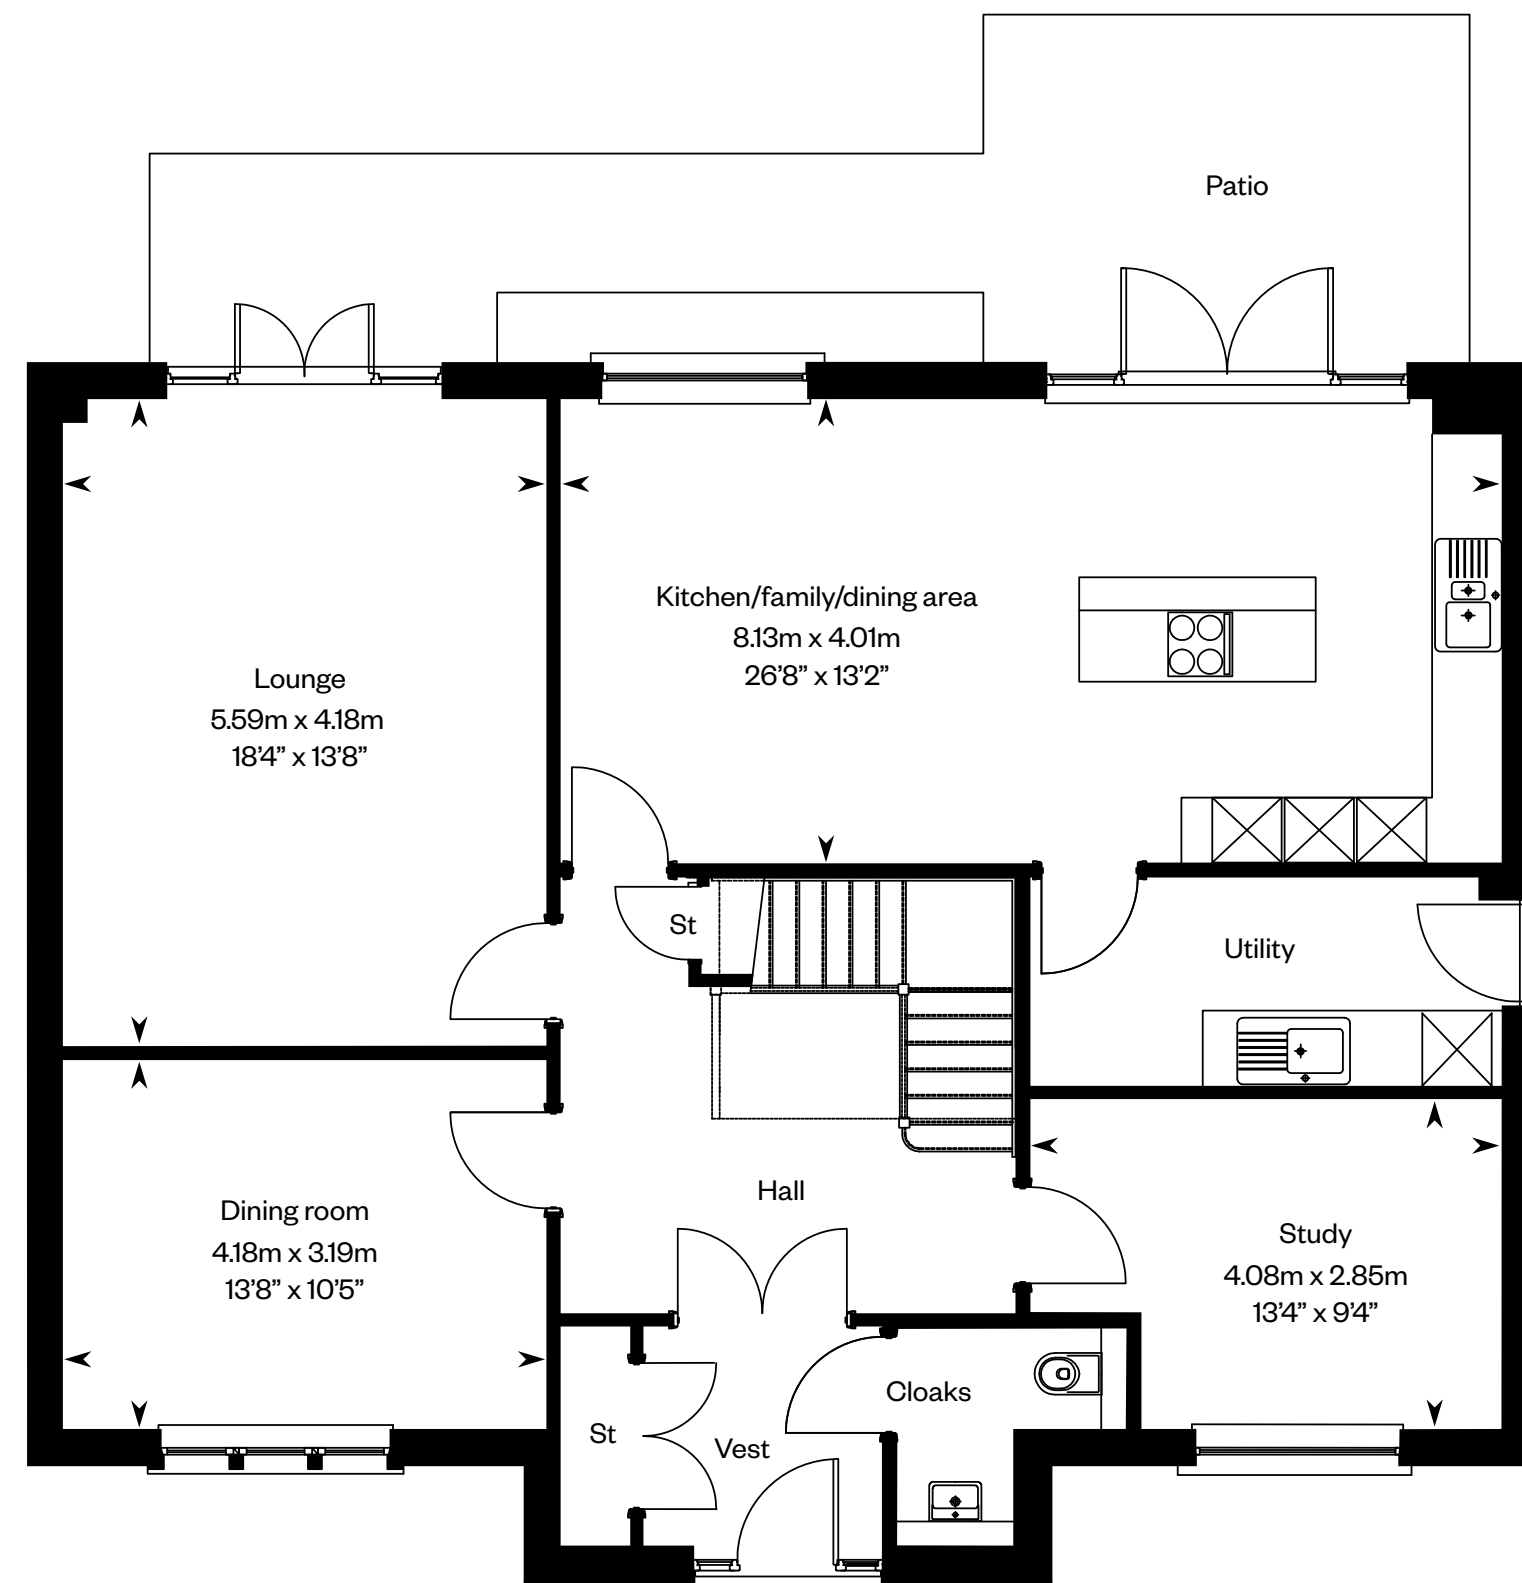 Patio
Kitchen/family/dining area
8.13m x 4.01m
26’8” x 13’2”
Lounge
5.59m x 4.18m
18’4” x 13’8”
St
Utility
Hall
Dining room
4.18m x 3.19m
13’8” x 10’5”
Study
4.08m x 2.85m
13’4” x 9’4”
Cloaks
St
Vest